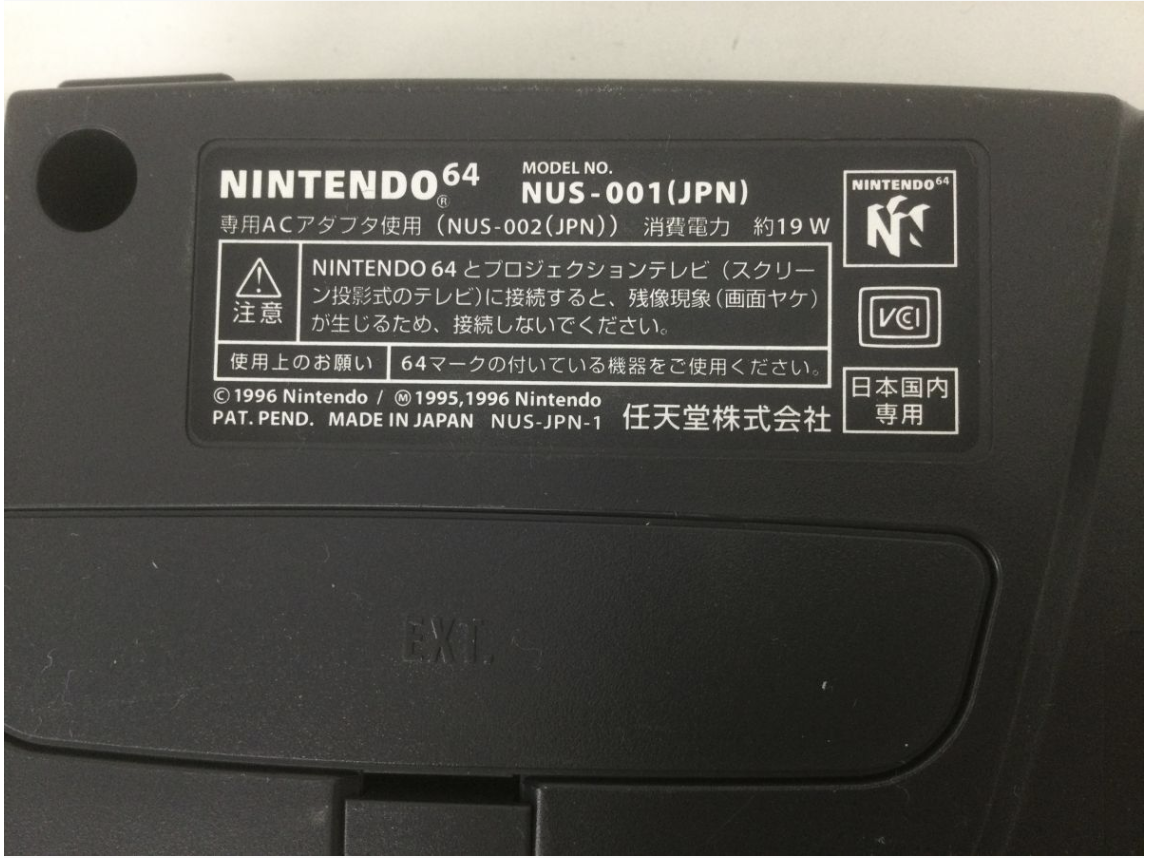 NINTENDO64® MODEL NO. NUS-001(JPN)
専用ACアダプタ使用（NUS-002(JPN)） 消費電力 約19 W
注意
NINTENDO 64 とプロジェクションテレビ（スクリー
ン投影式のテレビ)に接続すると、残像現象(画面ヤケ)
が生じるため、接続しないでください。
使用上のお願い 64マークの付いている機器をご使用ください。
© 1996 Nintendo / Ⓜ 1995,1996 Nintendo
PAT. PEND. MADE IN JAPAN NUS-JPN-1 任天堂株式会社
NINTENDO64
N
VCI
日本国内
専用
EXT.